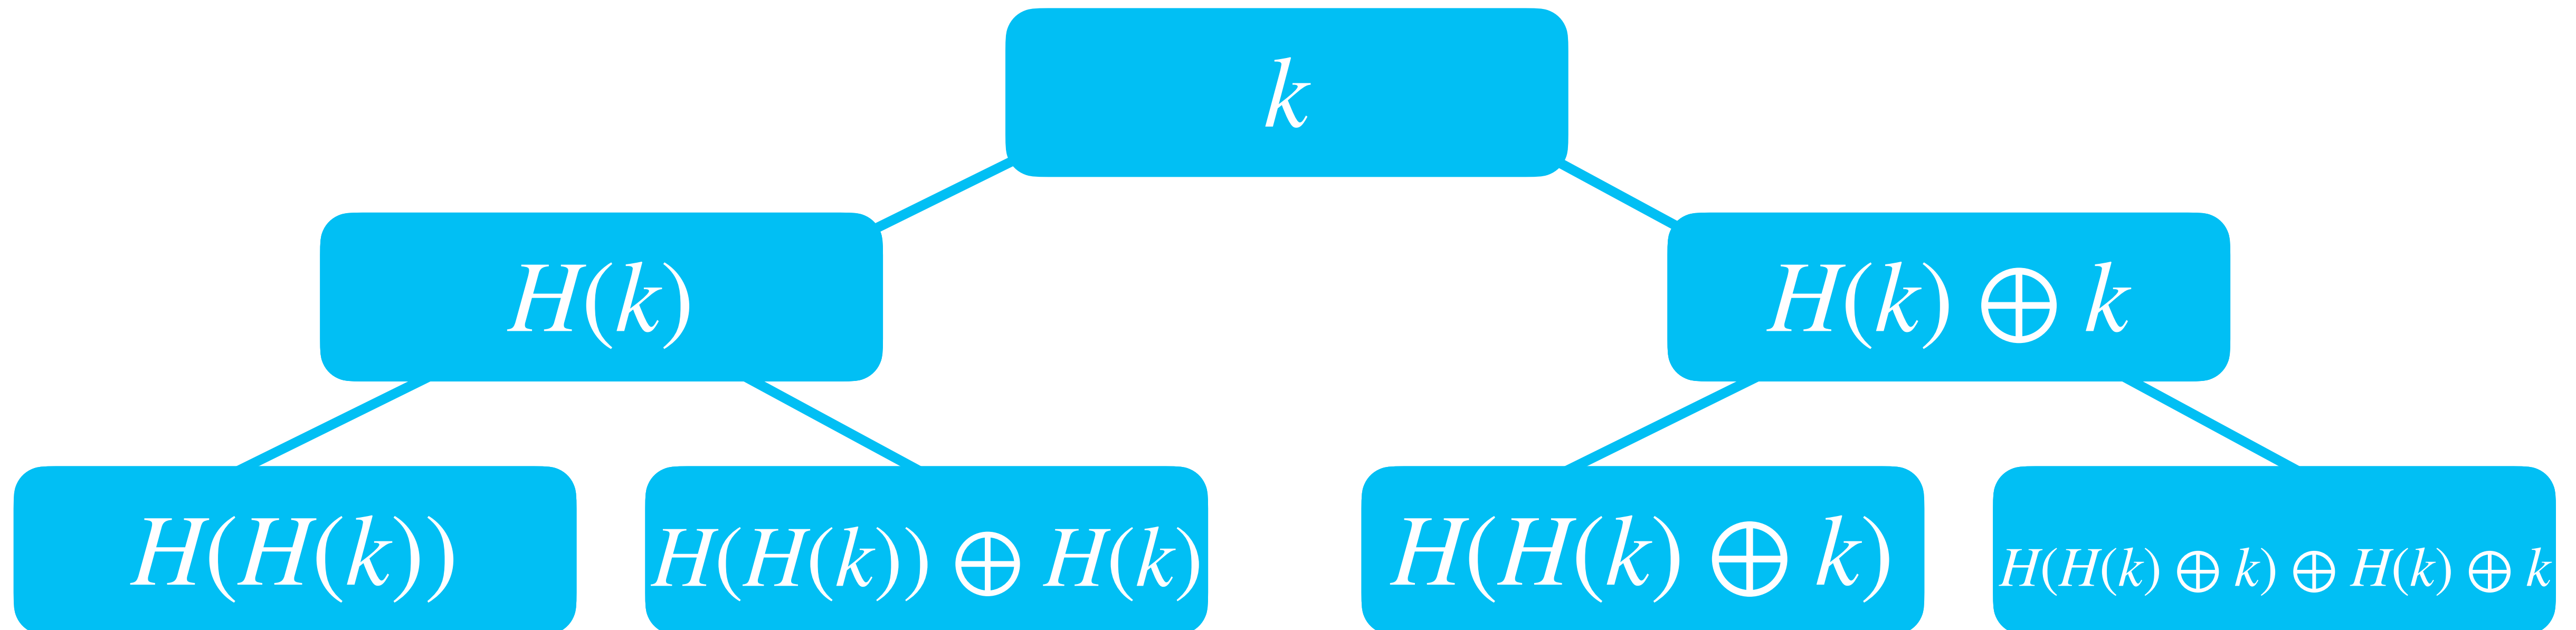 k
H(k)
H(k) ⊕ k
H(H(k))
H(H(k)) ⊕ H(k)
H(H(k) ⊕ k)
H(H(k) ⊕ k) ⊕ H(k) ⊕ k